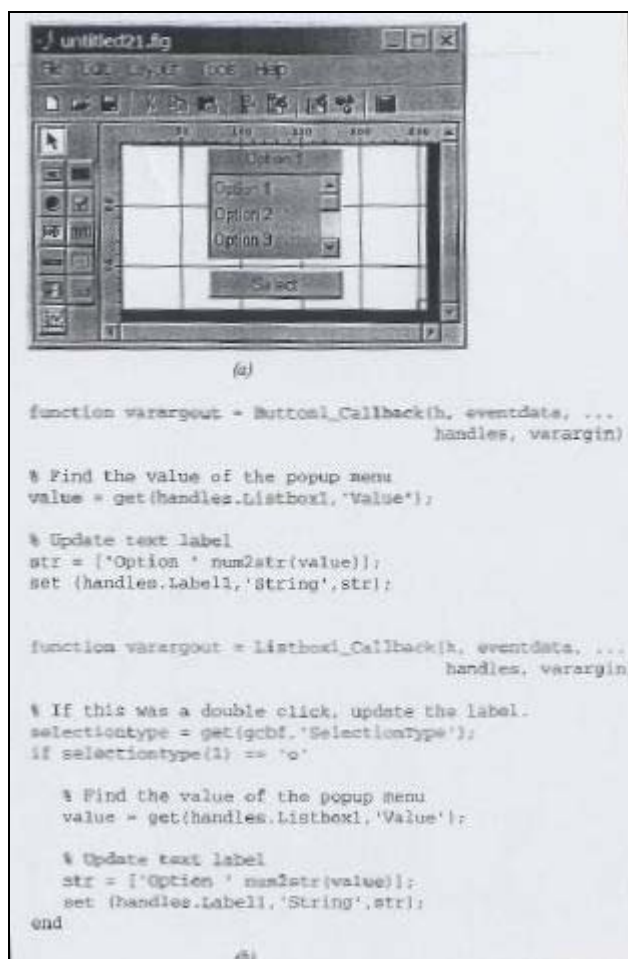 untitled21.fig
File Edit Layout Tools Help
Option 1
Option 1
Option 2
Option 3
Select
(a)
function varargout = Button1_Callback(h, eventdata, ...
handles, varargin)
% Find the value of the popup menu
value = get(handles.Listbox1,'Value');
% Update text label
str = ['Option ' num2str(value)];
set (handles.Label1,'String',str);
function varargout = Listbox1_Callback(h, eventdata, ...
handles, varargin
% If this was a double click, update the label.
selectiontype = get(gcbf,'SelectionType');
if selectiontype(1) == 'o'
% Find the value of the popup menu
value = get(handles.Listbox1,'Value');
% Update text label
str = ['Option ' num2str(value)];
set (handles.Label1,'String',str);
end
(b)